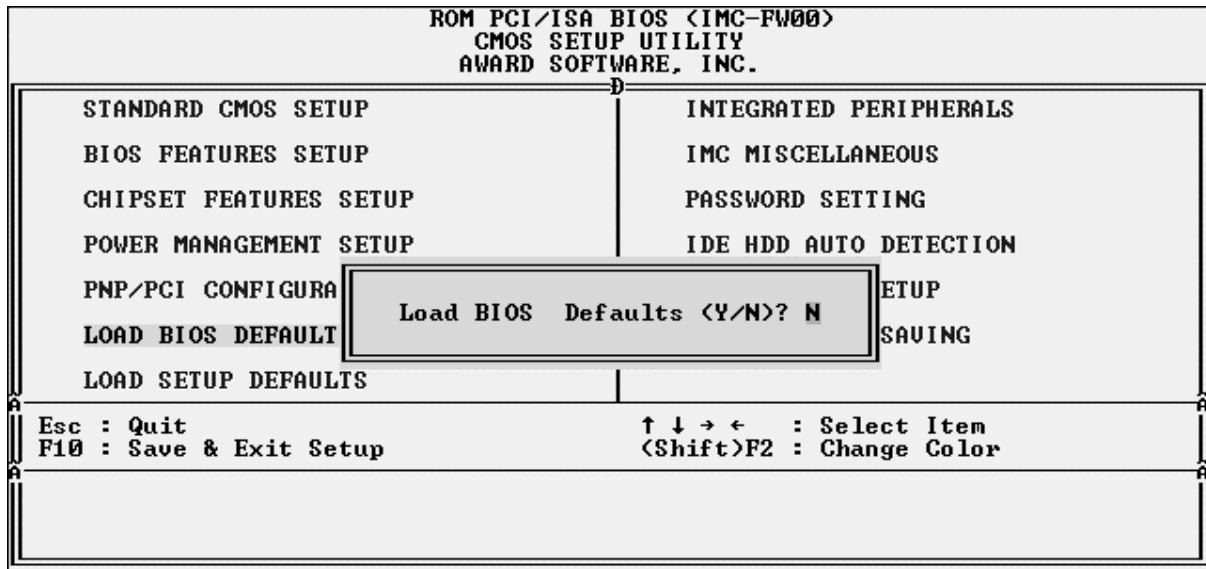 ROM PCI/ISA BIOS (IMC-FW00)
CMOS SETUP UTILITY
AWARD SOFTWARE, INC.
STANDARD CMOS SETUP
BIOS FEATURES SETUP
CHIPSET FEATURES SETUP
POWER MANAGEMENT SETUP
PNP/PCI CONFIGURA
LOAD BIOS DEFAULT
LOAD SETUP DEFAULTS
INTEGRATED PERIPHERALS
IMC MISCELLANEOUS
PASSWORD SETTING
IDE HDD AUTO DETECTION
ETUP
SAVING
Load BIOS  Defaults (Y/N)? N
Esc : Quit
F10 : Save & Exit Setup
↑ ↓ → ← : Select Item
(Shift)F2 : Change Color